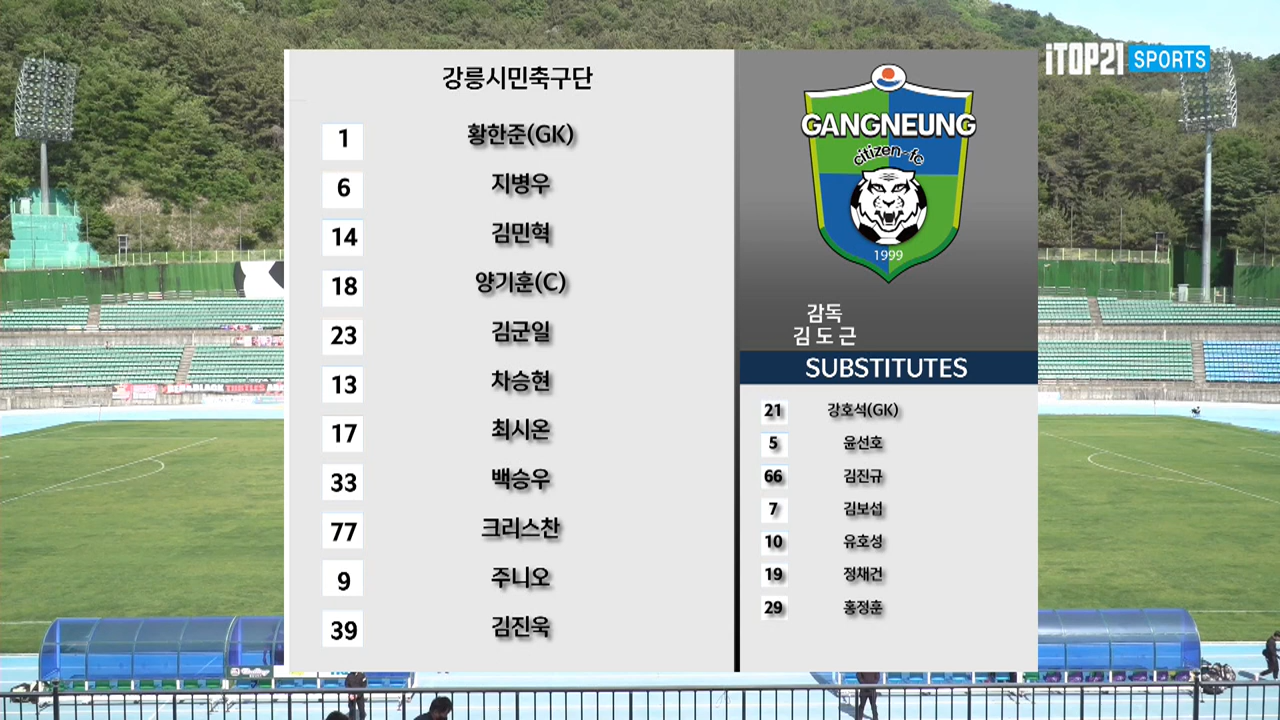 iTOP21 SPORTS
강릉시민축구단
1 황한준(GK)
6 지병우
14 김민혁
18 양기훈(C)
23 김군일
13 차승현
17 최시온
33 백승우
77 크리스찬
9 주니오
39 김진욱
GANGNEUNG
citizen-fc
1999
감독
김도근
SUBSTITUTES
21 강호석(GK)
5 윤선호
66 김진규
7 김보섭
10 유호성
19 정채건
29 홍정훈